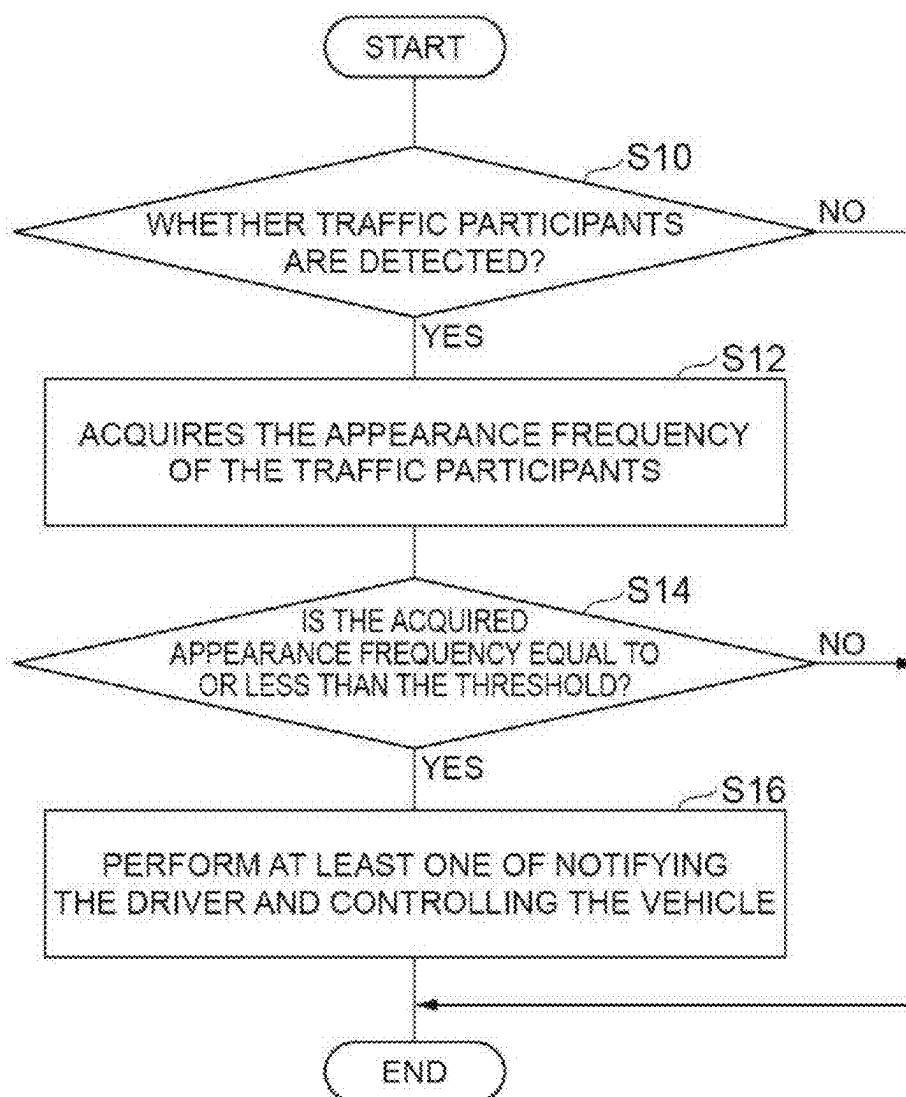 START
S10
WHETHER TRAFFIC PARTICIPANTS
ARE DETECTED?
NO
YES
S12
ACQUIRES THE APPEARANCE FREQUENCY
OF THE TRAFFIC PARTICIPANTS
S14
IS THE ACQUIRED
APPEARANCE FREQUENCY EQUAL TO
OR LESS THAN THE THRESHOLD?
NO
YES
S16
PERFORM AT LEAST ONE OF NOTIFYING
THE DRIVER AND CONTROLLING THE VEHICLE
END